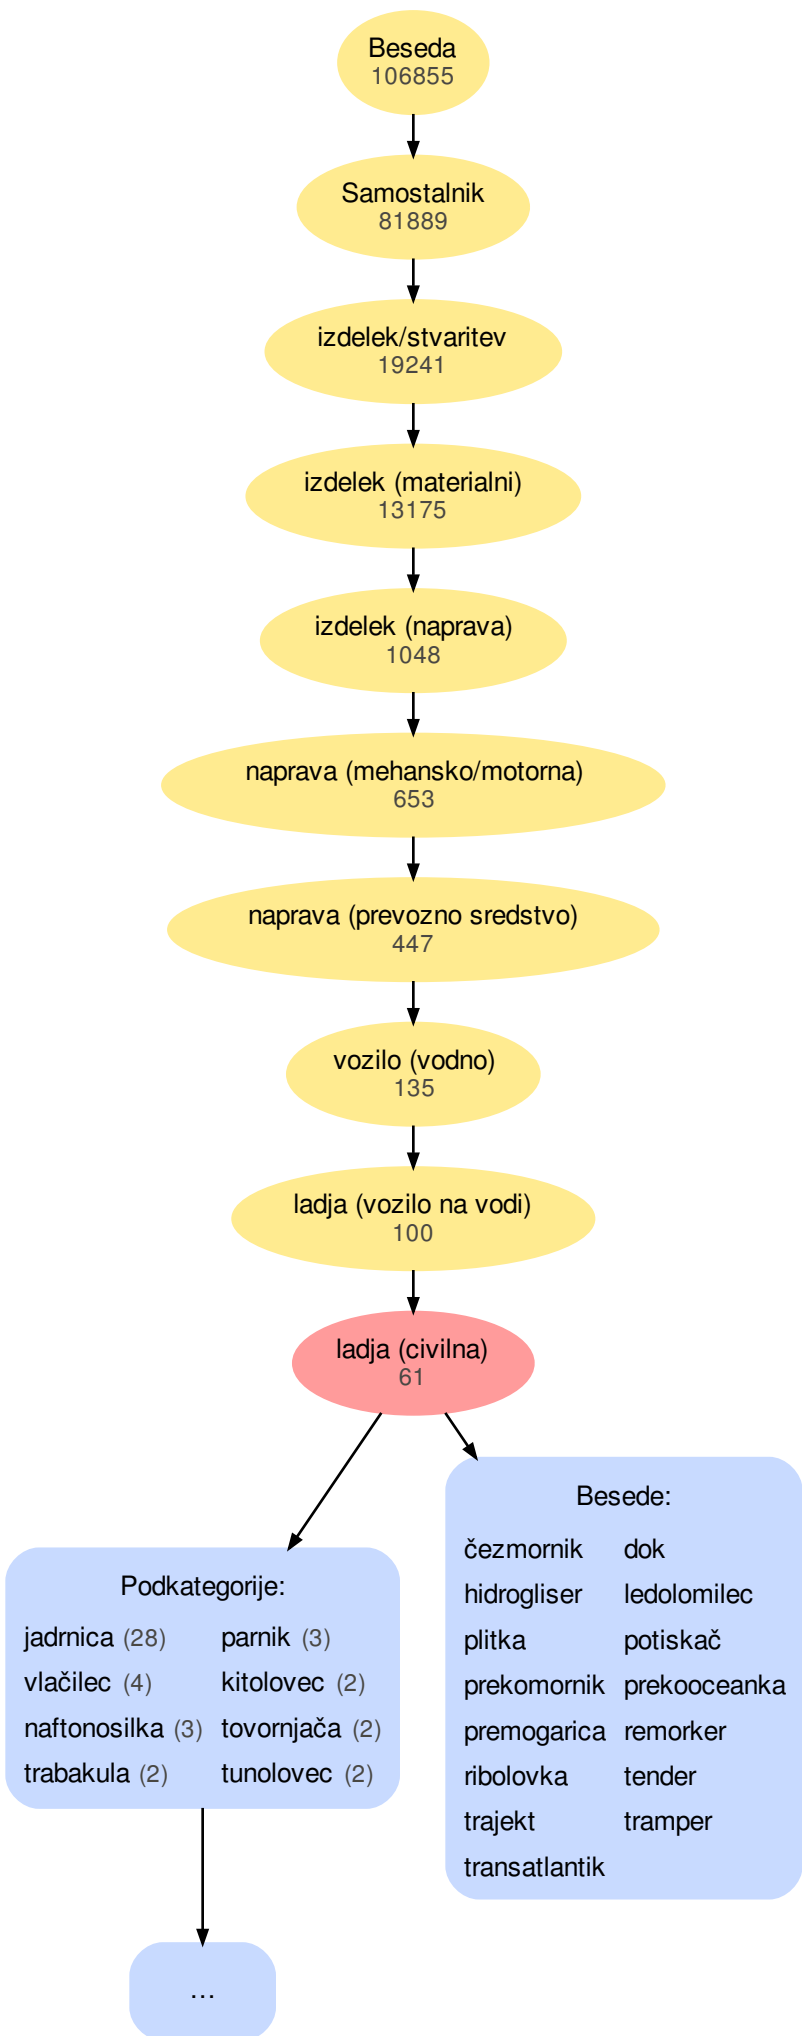 Beseda
106855
Samostalnik
81889
izdelek/stvaritev
19241
izdelek (materialni)
13175
izdelek (naprava)
1048
naprava (mehansko/motorna)
653
naprava (prevozno sredstvo)
447
vozilo (vodno)
135
ladja (vozilo na vodi)
100
ladja (civilna)
61
Podkategorije:
jadrnica (28) parnik (3)
vlačilec (4) kitolovec (2)
naftonosilka (3) tovornjača (2)
trabakula (2) tunolovec (2)
...
Besede:
čezmornik dok
hidrogliser ledolomilec
plitka potiskač
prekomornik prekooceanka
premogarica remorker
ribolovka tender
trajekt tramper
transatlantik